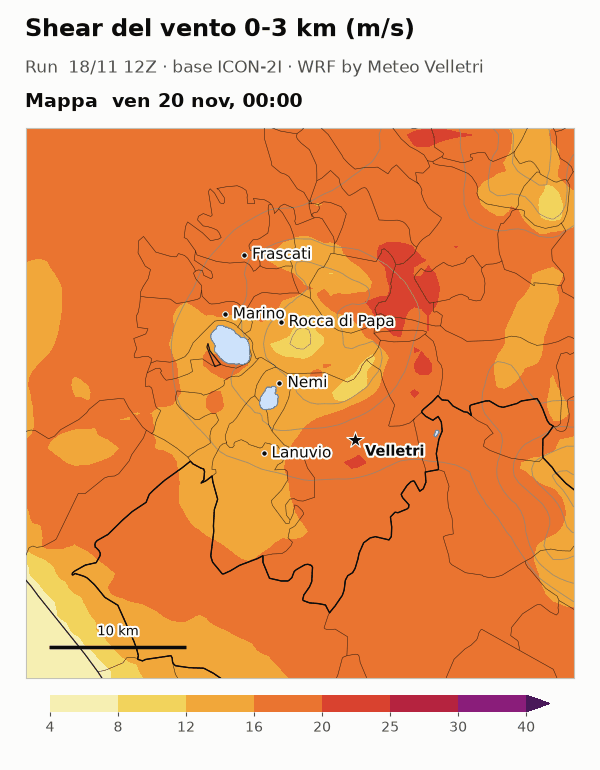 Shear del vento 0-3 km (m/s)
Run  18/11 12Z · base ICON-2I · WRF by Meteo Velletri
Mappa  ven 20 nov, 00:00
Frascati
Marino
Rocca di Papa
Nemi
Velletri
Lanuvio
10 km
4 8 12 16 20 25 30 40